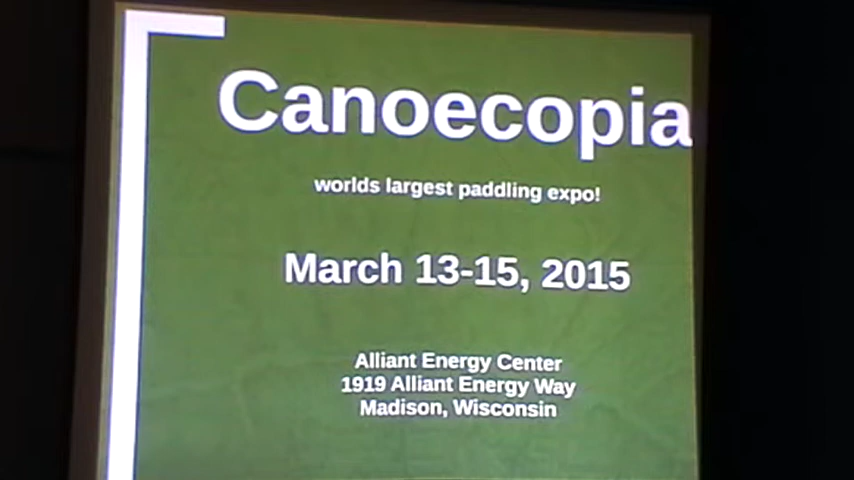 Canoecopia
worlds largest paddling expo!
March 13-15, 2015
Alliant Energy Center
1919 Alliant Energy Way
Madison, Wisconsin